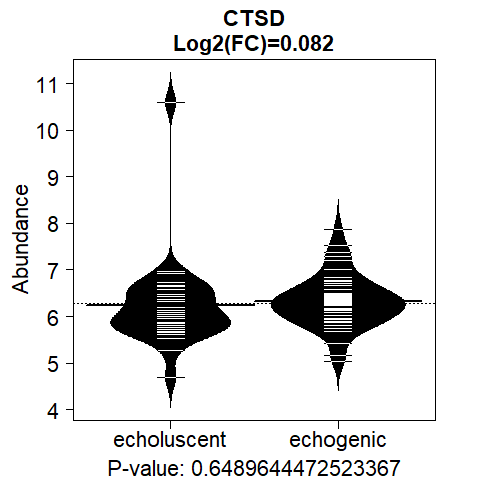 CTSD
Log2(FC)=0.082
Abundance
11
10
9
8
7
6
5
4
echoluscent echogenic
P-value: 0.6489644472523367